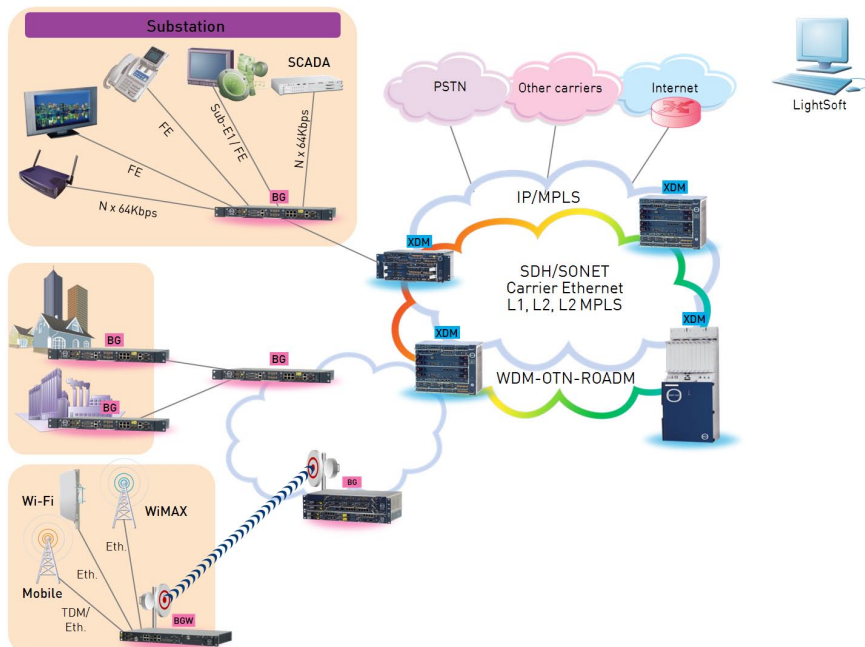 Substation
SCADA
FE
Sub-E1 / FE
N x 64Kbps
FE
N x 64Kbps
BG
PSTN
Other carriers
Internet
LightSoft
IP/MPLS
XDM
XDM
SDH/SONET
Carrier Ethernet
L1, L2, L2 MPLS
XDM
XDM
WDM-OTN-ROADM
BG
BG
BG
BG
Wi-Fi
WiMAX
Mobile
Eth.
Eth.
TDM/
Eth.
BGW